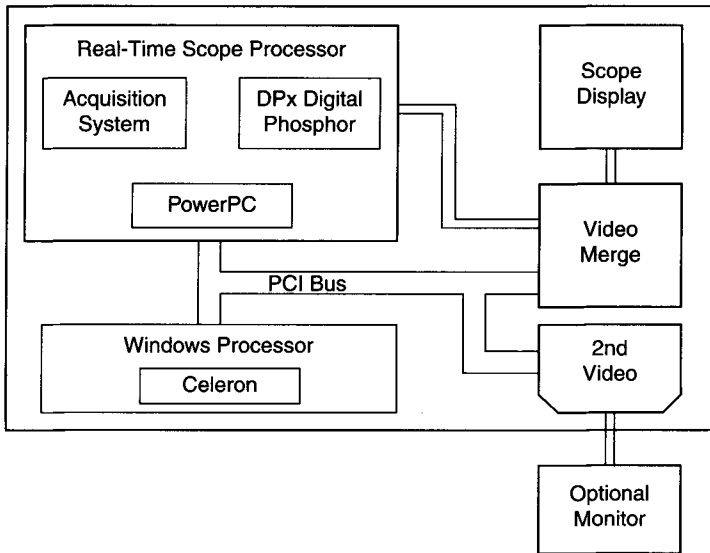 Real-Time Scope Processor
Acquisition
System
DPx Digital
Phosphor
PowerPC
Scope
Display
Video
Merge
PCI Bus
Windows Processor
Celeron
2nd
Video
Optional
Monitor